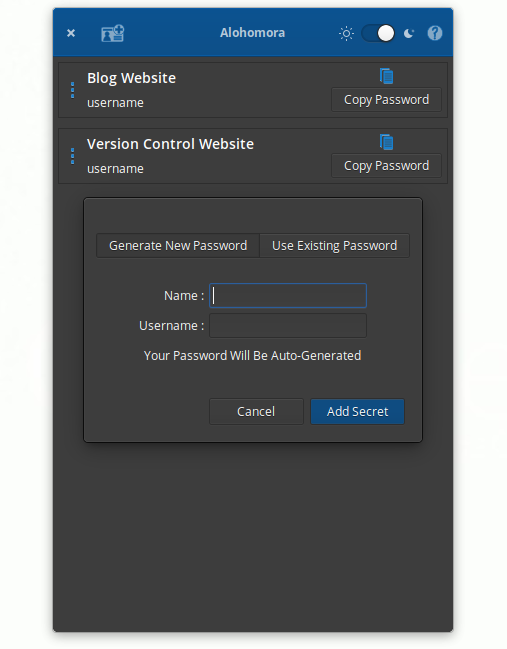 Alohomora
Blog Website
username
Copy Password
Version Control Website
username
Copy Password
Generate New Password
Use Existing Password
Name :
Username :
Your Password Will Be Auto-Generated
Cancel
Add Secret